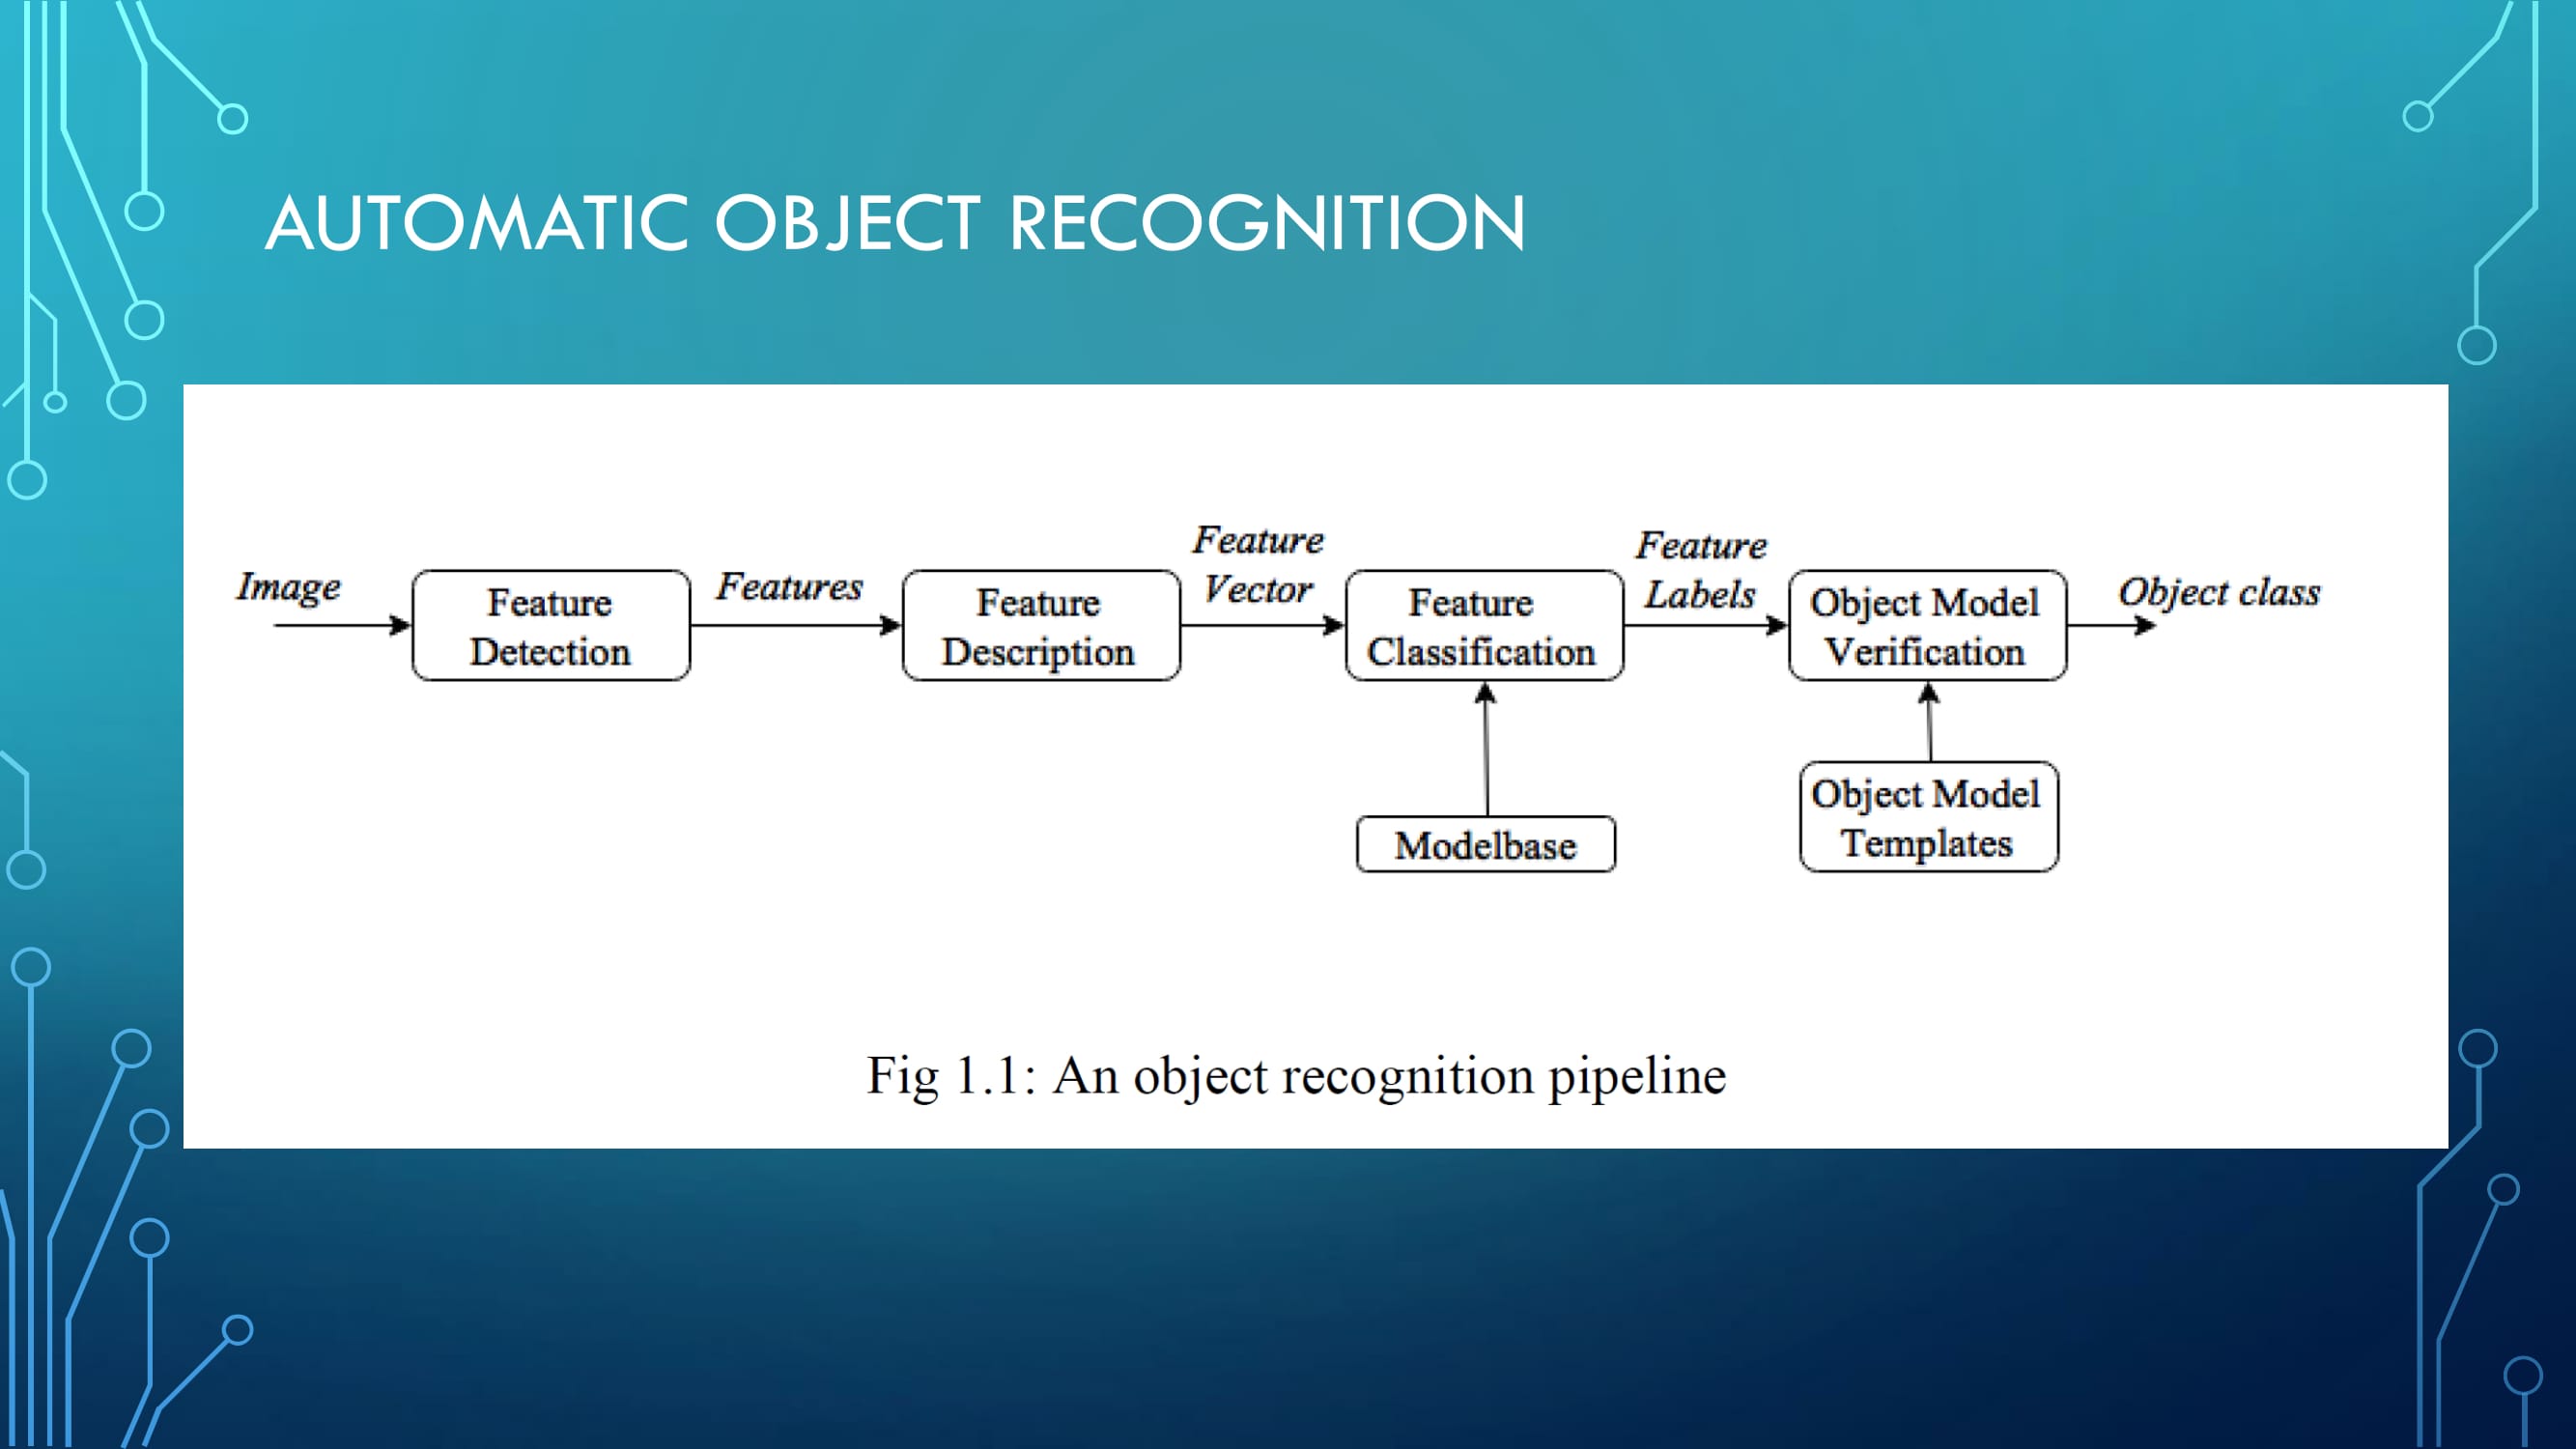 AUTOMATIC OBJECT RECOGNITION
Image
Feature
Detection
Features
Feature
Description
Feature
Vector
Feature
Classification
Feature
Labels
Object Model
Verification
Object class
Modelbase
Object Model
Templates
Fig 1.1: An object recognition pipeline